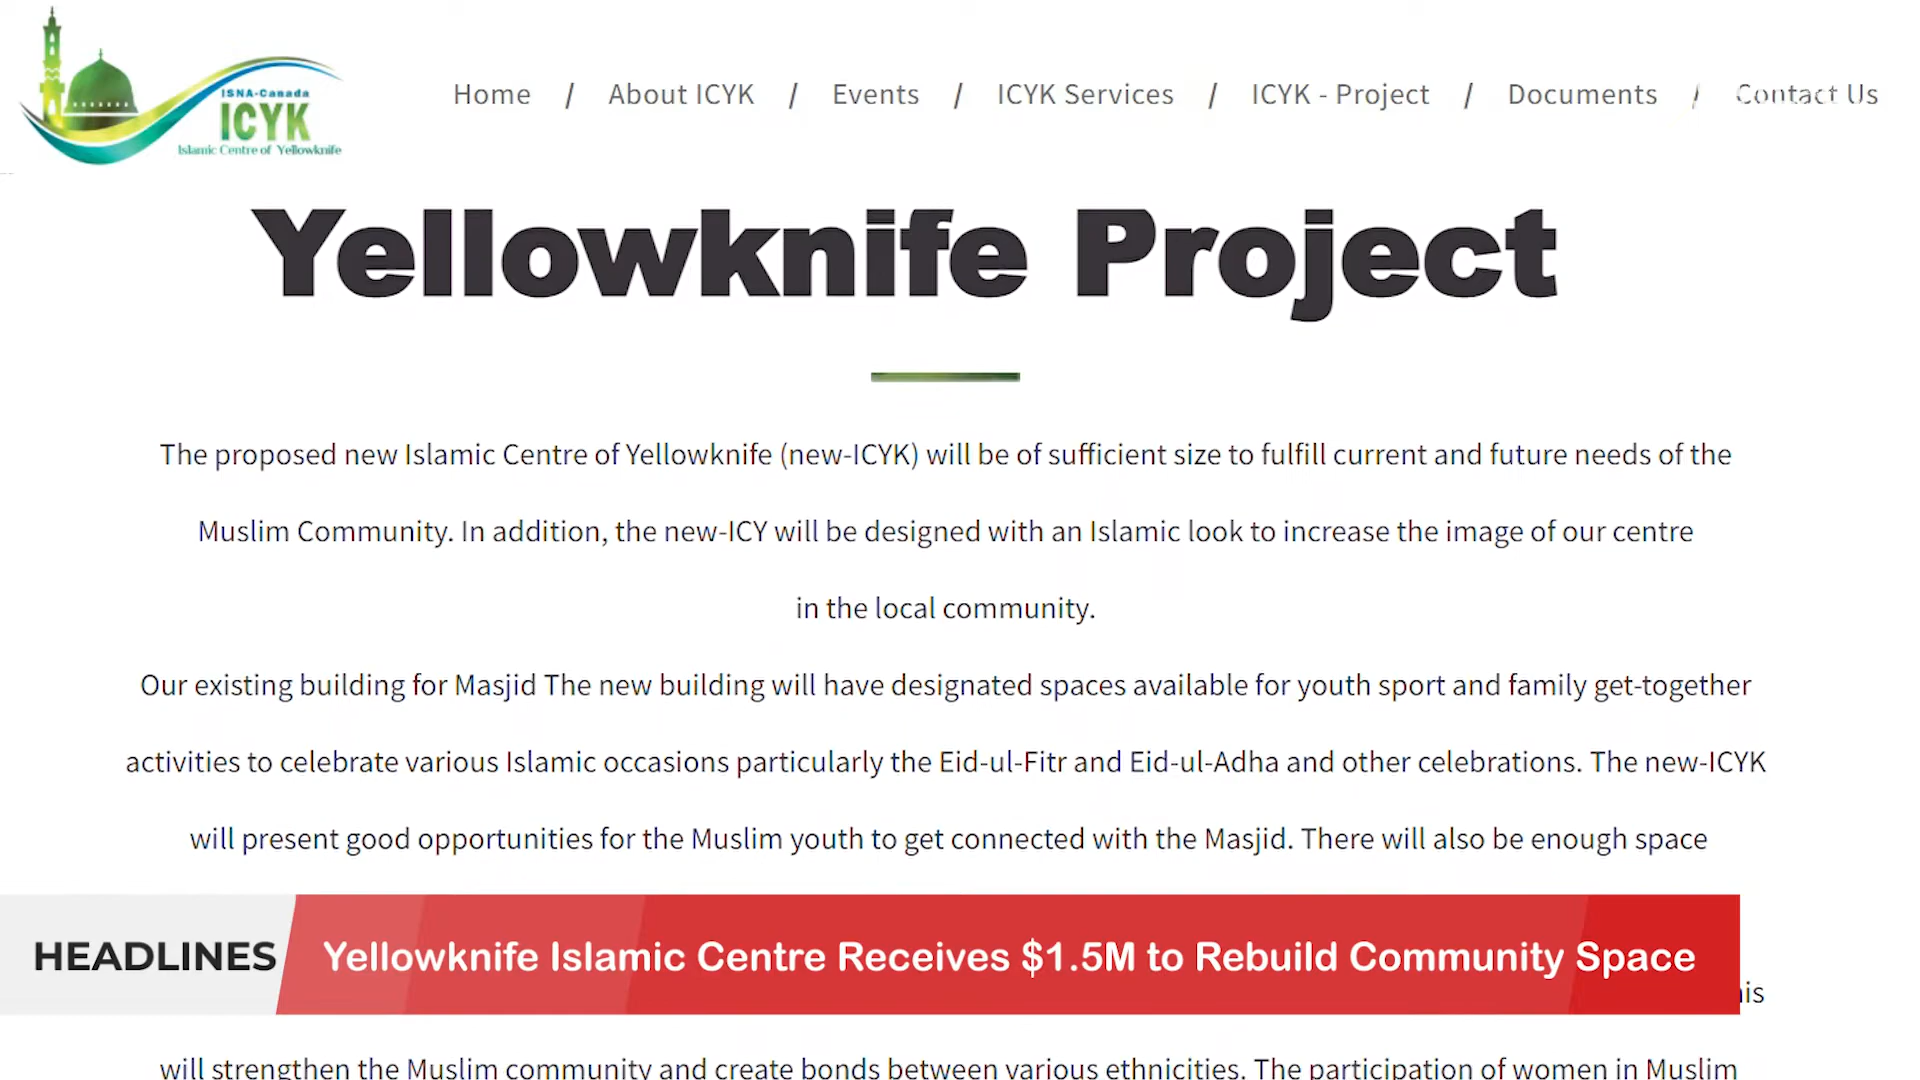 ISNA-Canada
ICYK
Islamic Centre of Yellowknife
Home / About ICYK / Events / ICYK Services / ICYK - Project / Documents / Contact Us
Yellowknife Project
The proposed new Islamic Centre of Yellowknife (new-ICYK) will be of sufficient size to fulfill current and future needs of the
Muslim Community. In addition, the new-ICY will be designed with an Islamic look to increase the image of our centre
in the local community.
Our existing building for Masjid The new building will have designated spaces available for youth sport and family get-together
activities to celebrate various Islamic occasions particularly the Eid-ul-Fitr and Eid-ul-Adha and other celebrations. The new-ICYK
will present good opportunities for the Muslim youth to get connected with the Masjid. There will also be enough space
HEADLINES Yellowknife Islamic Centre Receives $1.5M to Rebuild Community Space
will strengthen the Muslim community and create bonds between various ethnicities. The participation of women in Muslim